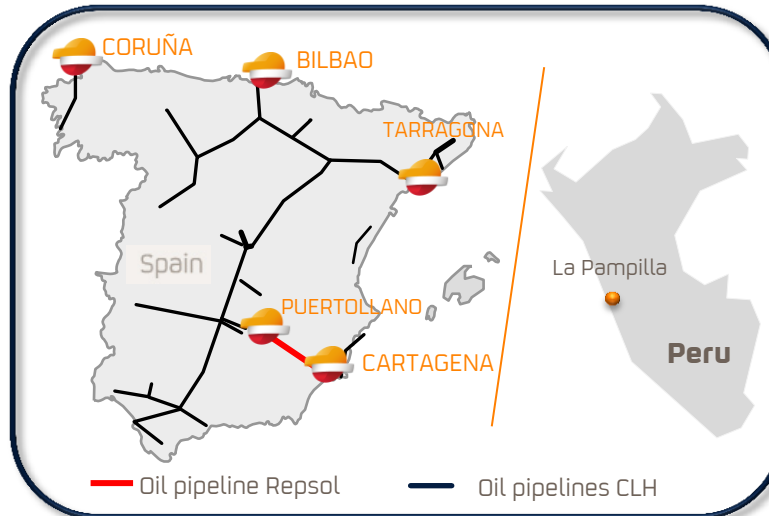 CORUÑA
BILBAO
TARRAGONA
Spain
La Pampilla
PUERTOLLANO
Peru
CARTAGENA
Oil pipeline Repsol
Oil pipelines CLH